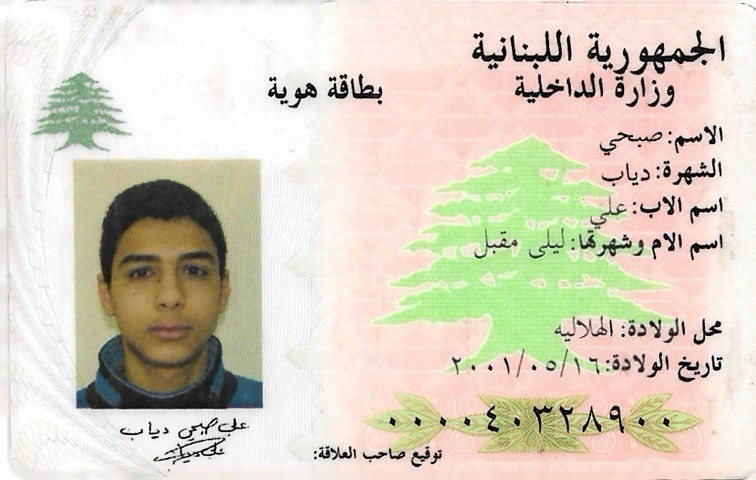 الجمهورية اللبنانية
وزارة الداخلية
بطاقة هوية
الاسم: صبحي
الشهرة: دياب
اسم الاب: علي
اسم الام وشهرتها: ليلى مقبل
محل الولادة: الهلاليه
تاريخ الولادة: ٢٠٠١/٠٥/١٦
٠٠٠٠٤٠٣٢٨٩٠٠
علي صبحي دياب
توقيع صاحب العلاقة: